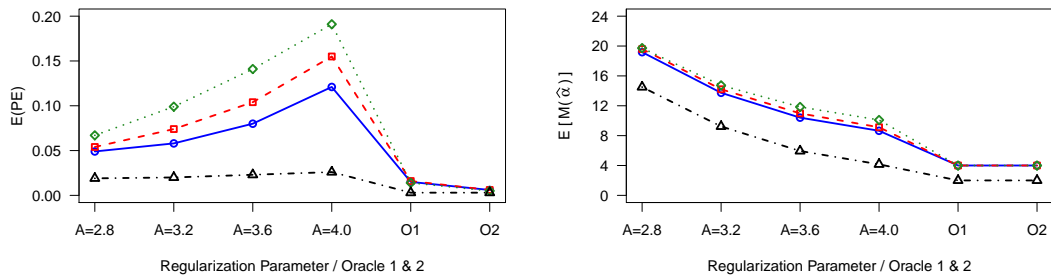 E(PE)
0.20
0.15
0.10
0.05
0.00
A=2.8 A=3.2 A=3.6 A=4.0 O1 O2
Regularization Parameter / Oracle 1 & 2
E [ M(α̂) ]
24
20
16
12
8
4
0
A=2.8 A=3.2 A=3.6 A=4.0 O1 O2
Regularization Parameter / Oracle 1 & 2